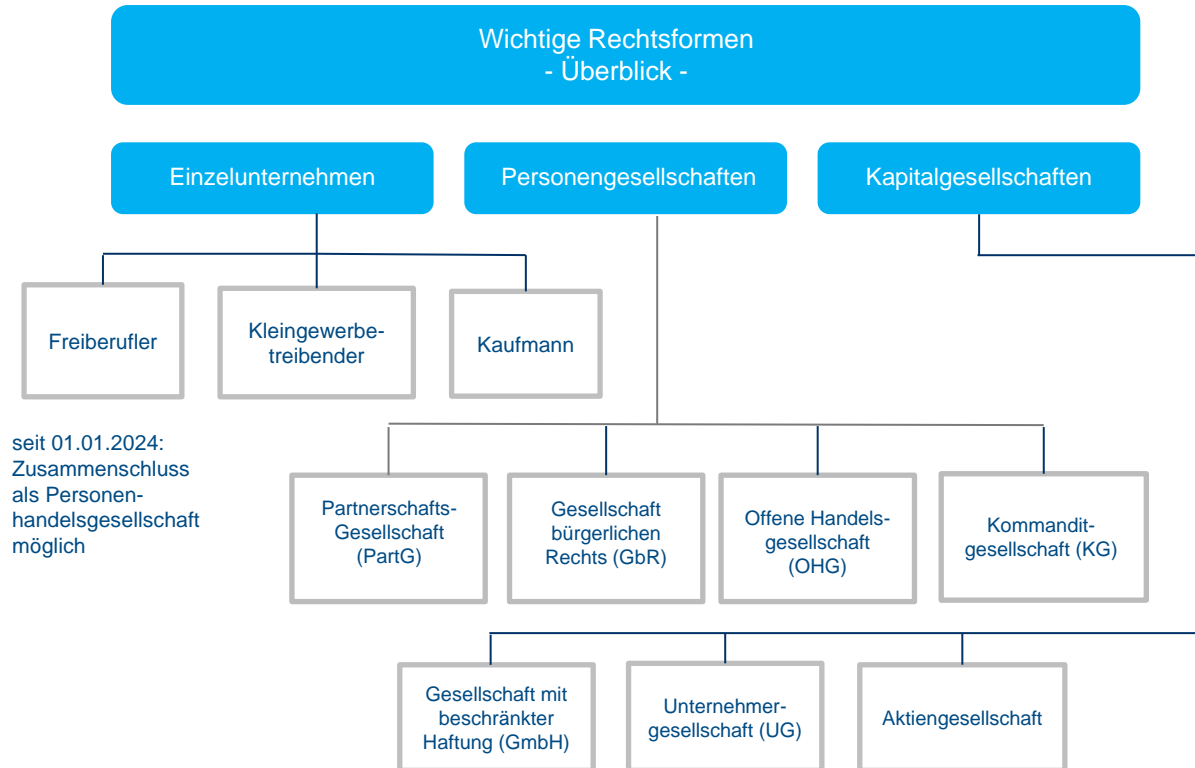 Wichtige Rechtsformen
- Überblick -
Einzelunternehmen
Personengesellschaften
Kapitalgesellschaften
Freiberufler
Kleingewerbe-
treibender
Kaufmann
seit 01.01.2024:
Zusammenschluss
als Personen-
handelsgesellschaft
möglich
Partnerschafts-
Gesellschaft
(PartG)
Gesellschaft
bürgerlichen
Rechts (GbR)
Offene Handels-
gesellschaft
(OHG)
Kommandit-
gesellschaft (KG)
Gesellschaft mit
beschränkter
Haftung (GmbH)
Unternehmer-
gesellschaft (UG)
Aktiengesellschaft